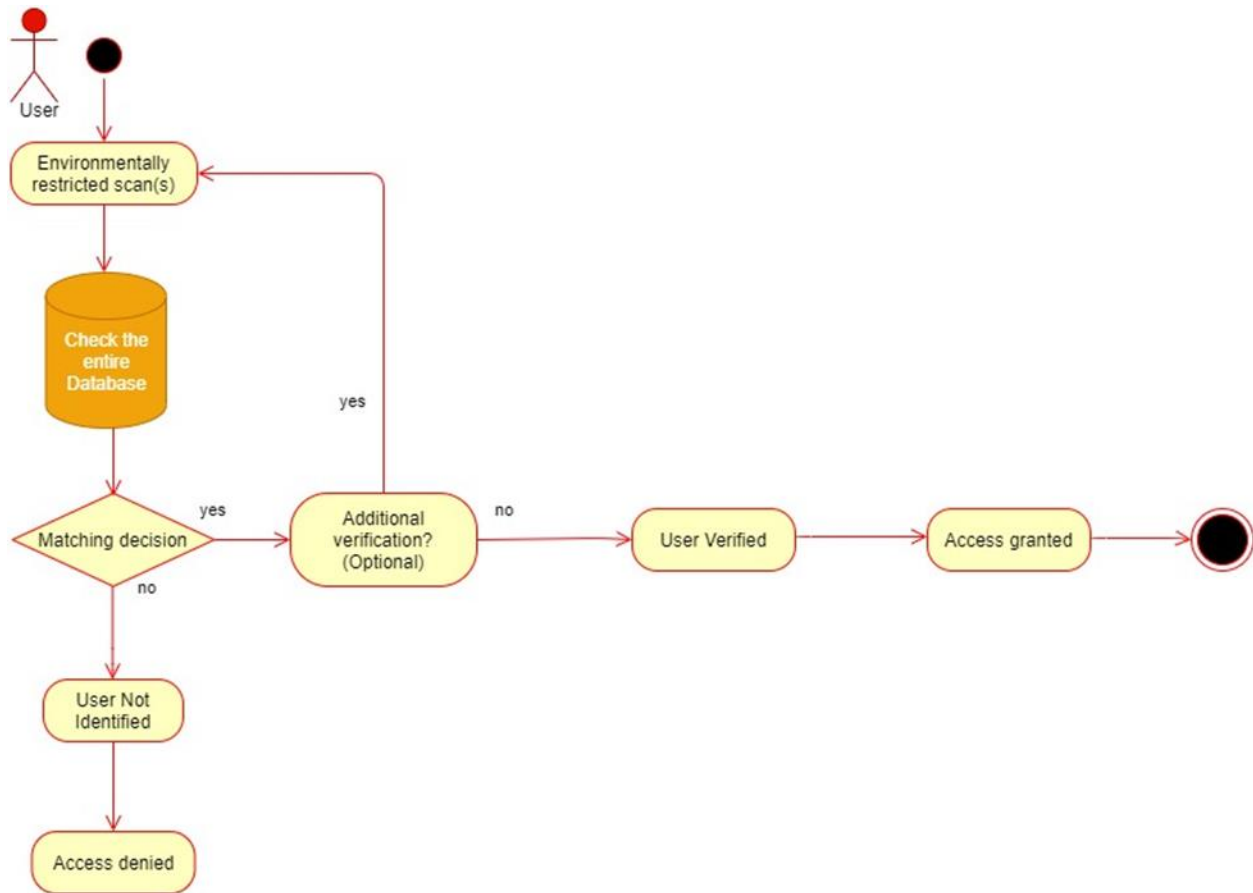 User
Environmentally
restricted scan(s)
Check the
entire
Database
yes
Matching decision
yes
Additional
verification?
(Optional)
no
User Verified
Access granted
no
User Not
Identified
Access denied